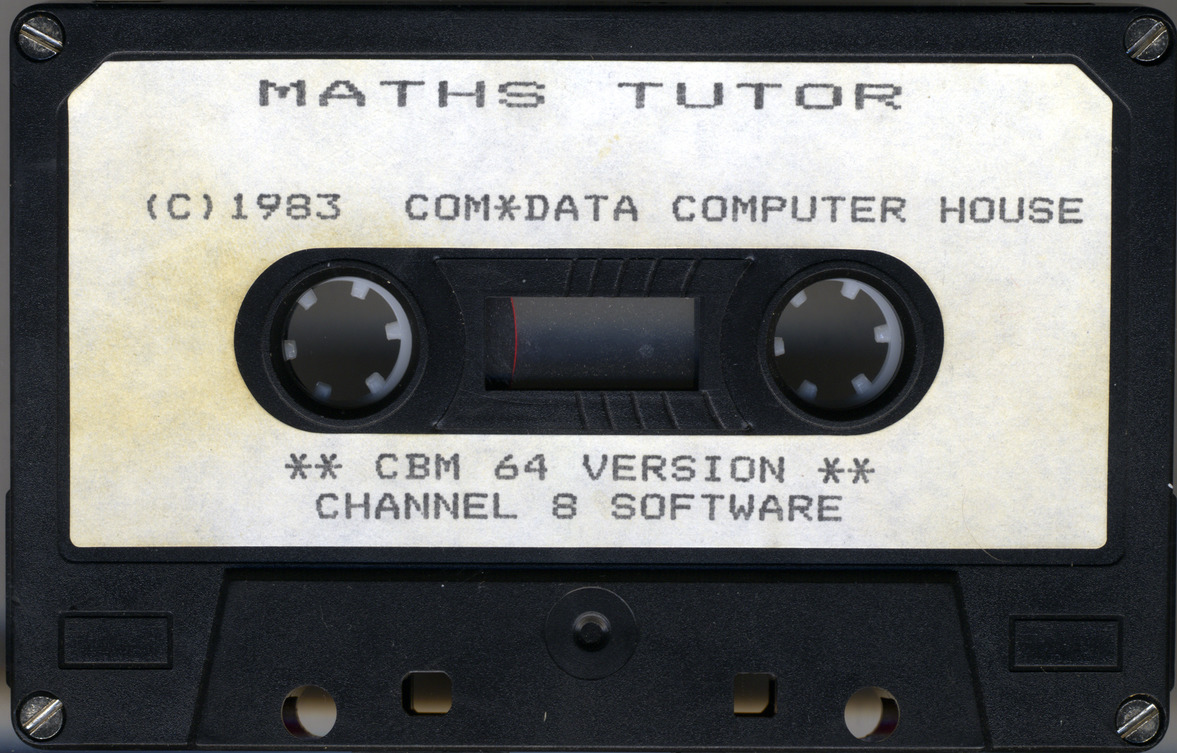 MATHS TUTOR
(C)1983 COM*DATA COMPUTER HOUSE
** CBM 64 VERSION **
CHANNEL 8 SOFTWARE